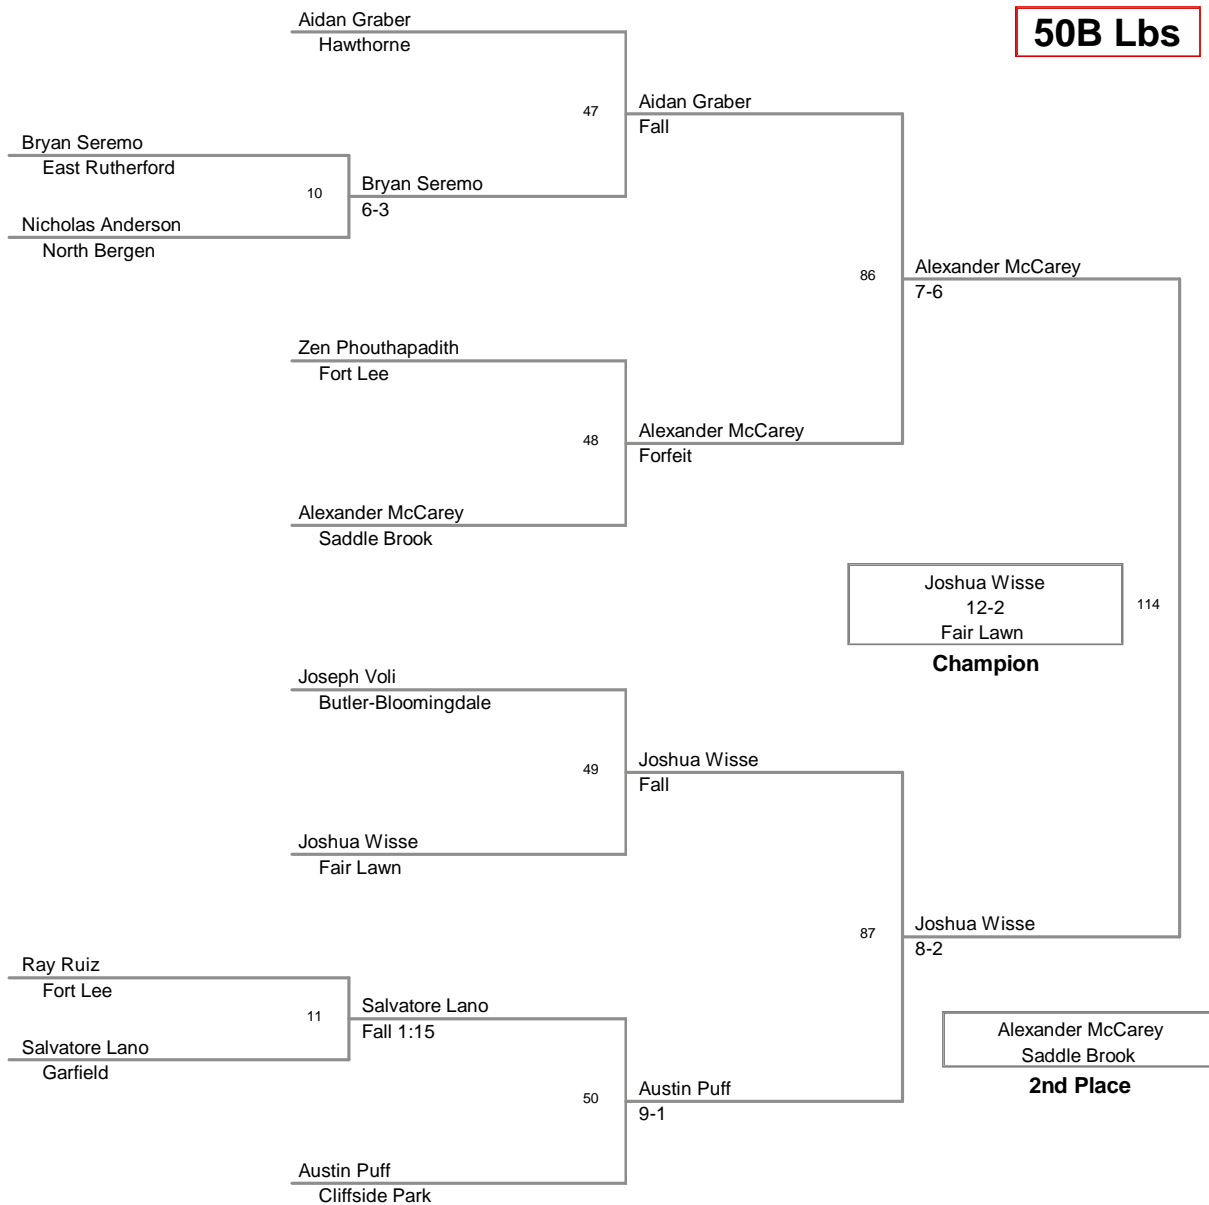 Aidan Graber
Hawthorne
50B Lbs
47
Aidan Graber
Fall
Bryan Seremo
East Rutherford
10
Bryan Seremo
6-3
Nicholas Anderson
North Bergen
86
Alexander McCarey
7-6
Zen Phouthapadith
Fort Lee
48
Alexander McCarey
Forfeit
Alexander McCarey
Saddle Brook
Joshua Wisse
12-2
Fair Lawn
114
Champion
Joseph Voli
Butler-Bloomingdale
49
Joshua Wisse
Fall
Joshua Wisse
Fair Lawn
87
Joshua Wisse
8-2
Ray Ruiz
Fort Lee
11
Salvatore Lano
Fall 1:15
Salvatore Lano
Garfield
Alexander McCarey
Saddle Brook
2nd Place
50
Austin Puff
9-1
Austin Puff
Cliffside Park